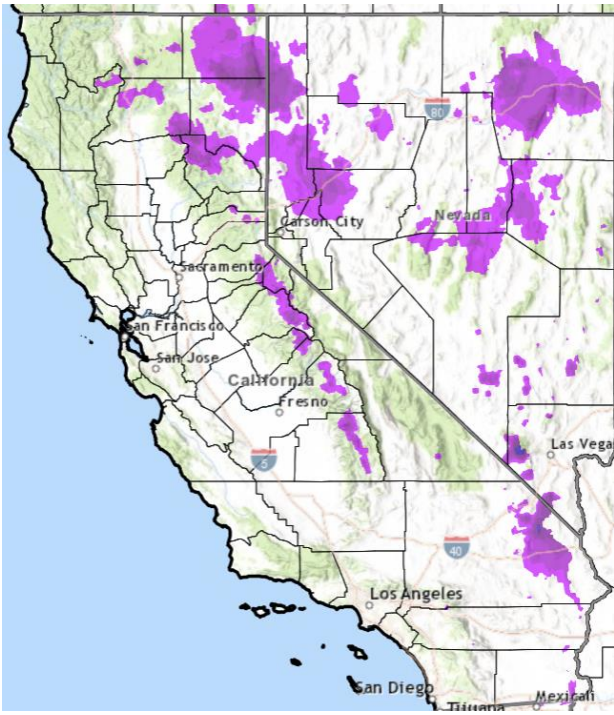 80
Nevada
Carson City
Sacramento
San Francisco
San Jose
California
Fresno
5
Las Vega
40
Los Angeles
San Diego
Mexicali
Tijuana